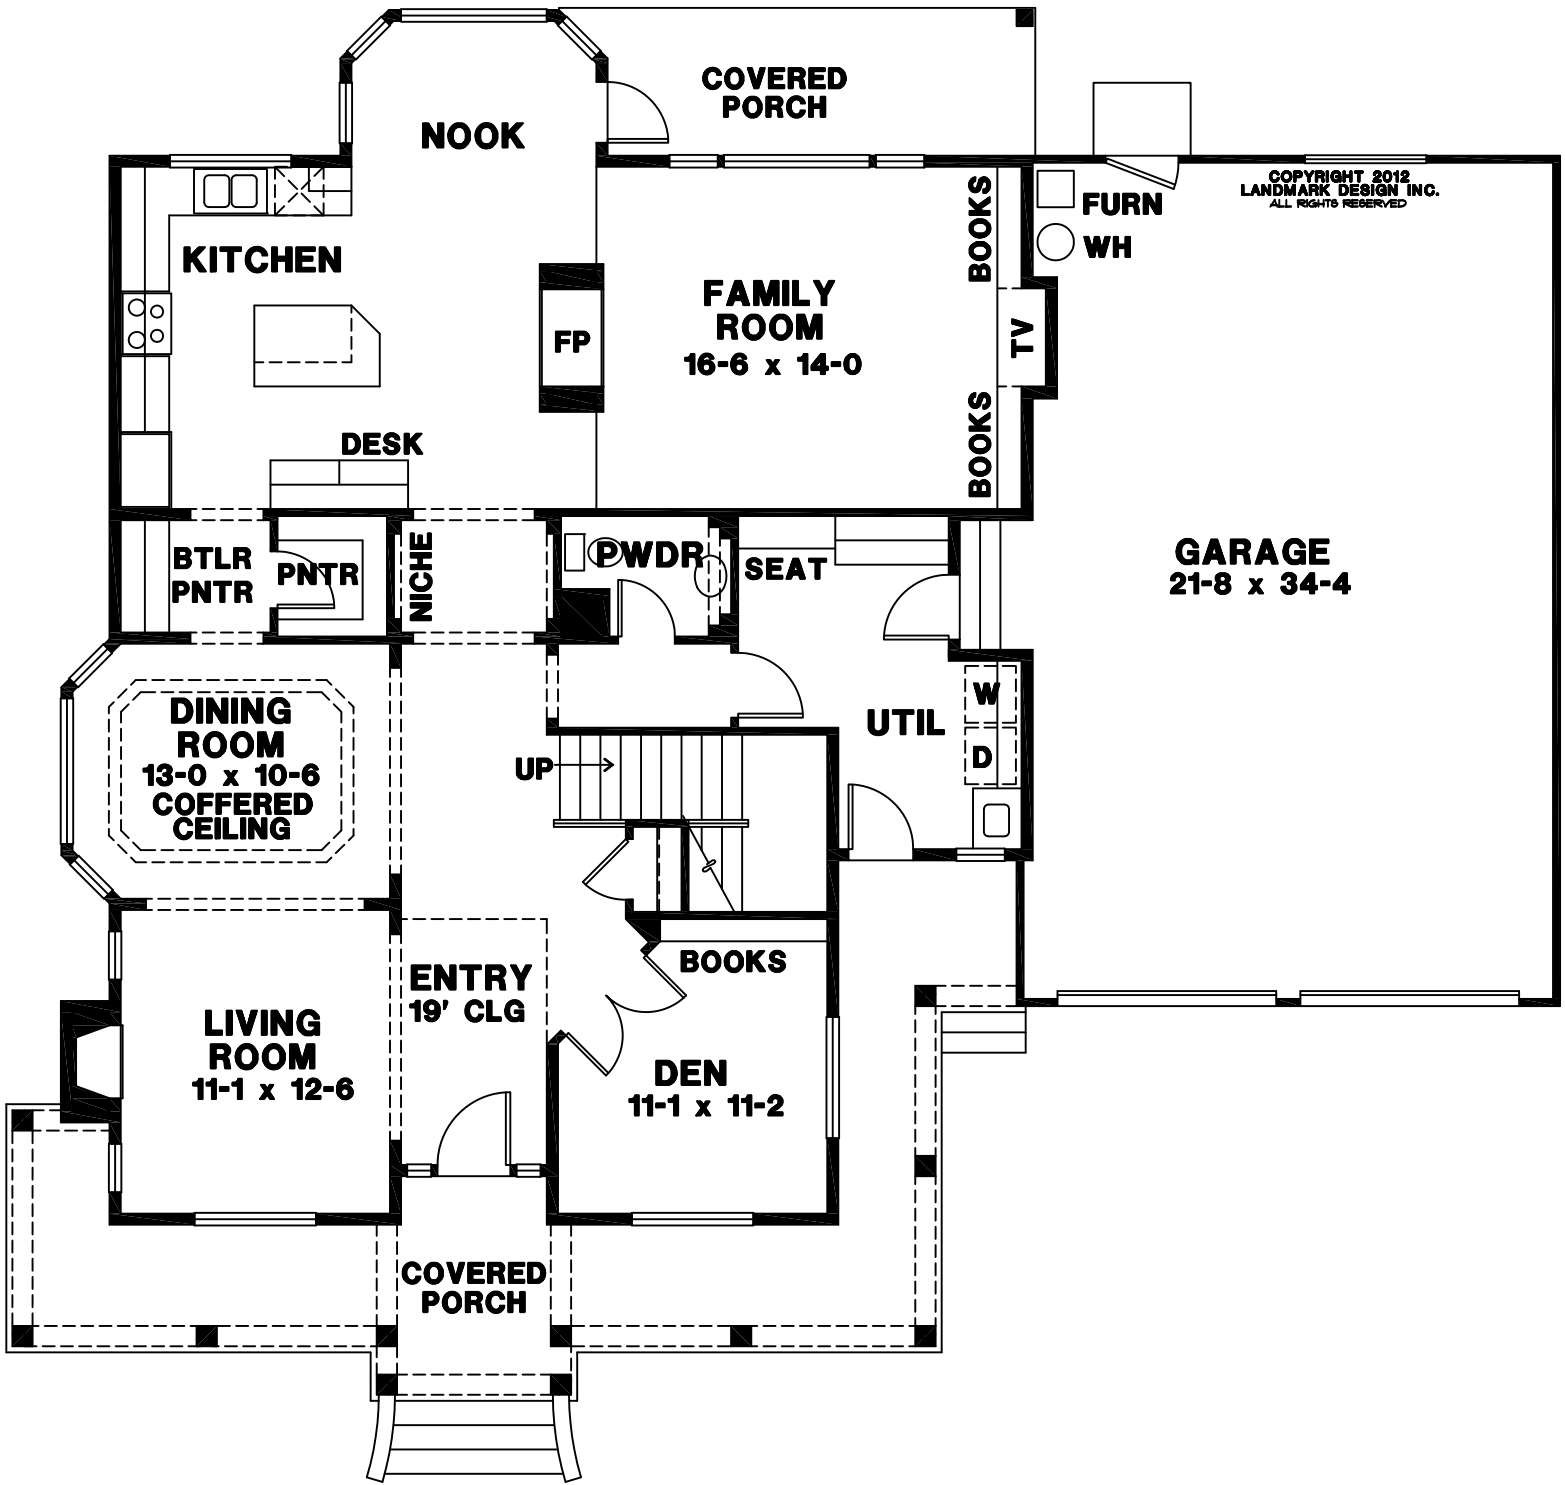 COVERED
PORCH
NOOK
COPYRIGHT 2012
LANDMARK DESIGN INC.
ALL RIGHTS RESERVED
FURN
WH
BOOKS
KITCHEN
FAMILY
ROOM
16-6 x 14-0
FP
TV
BOOKS
DESK
BTLR
PNTR
PNTR
NICHE
PWDR
SEAT
GARAGE
21-8 x 34-4
DINING
ROOM
13-0 x 10-6
COFFERED
CEILING
W
UTIL
D
UP
BOOKS
ENTRY
19' CLG
LIVING
ROOM
11-1 x 12-6
DEN
11-1 x 11-2
COVERED
PORCH